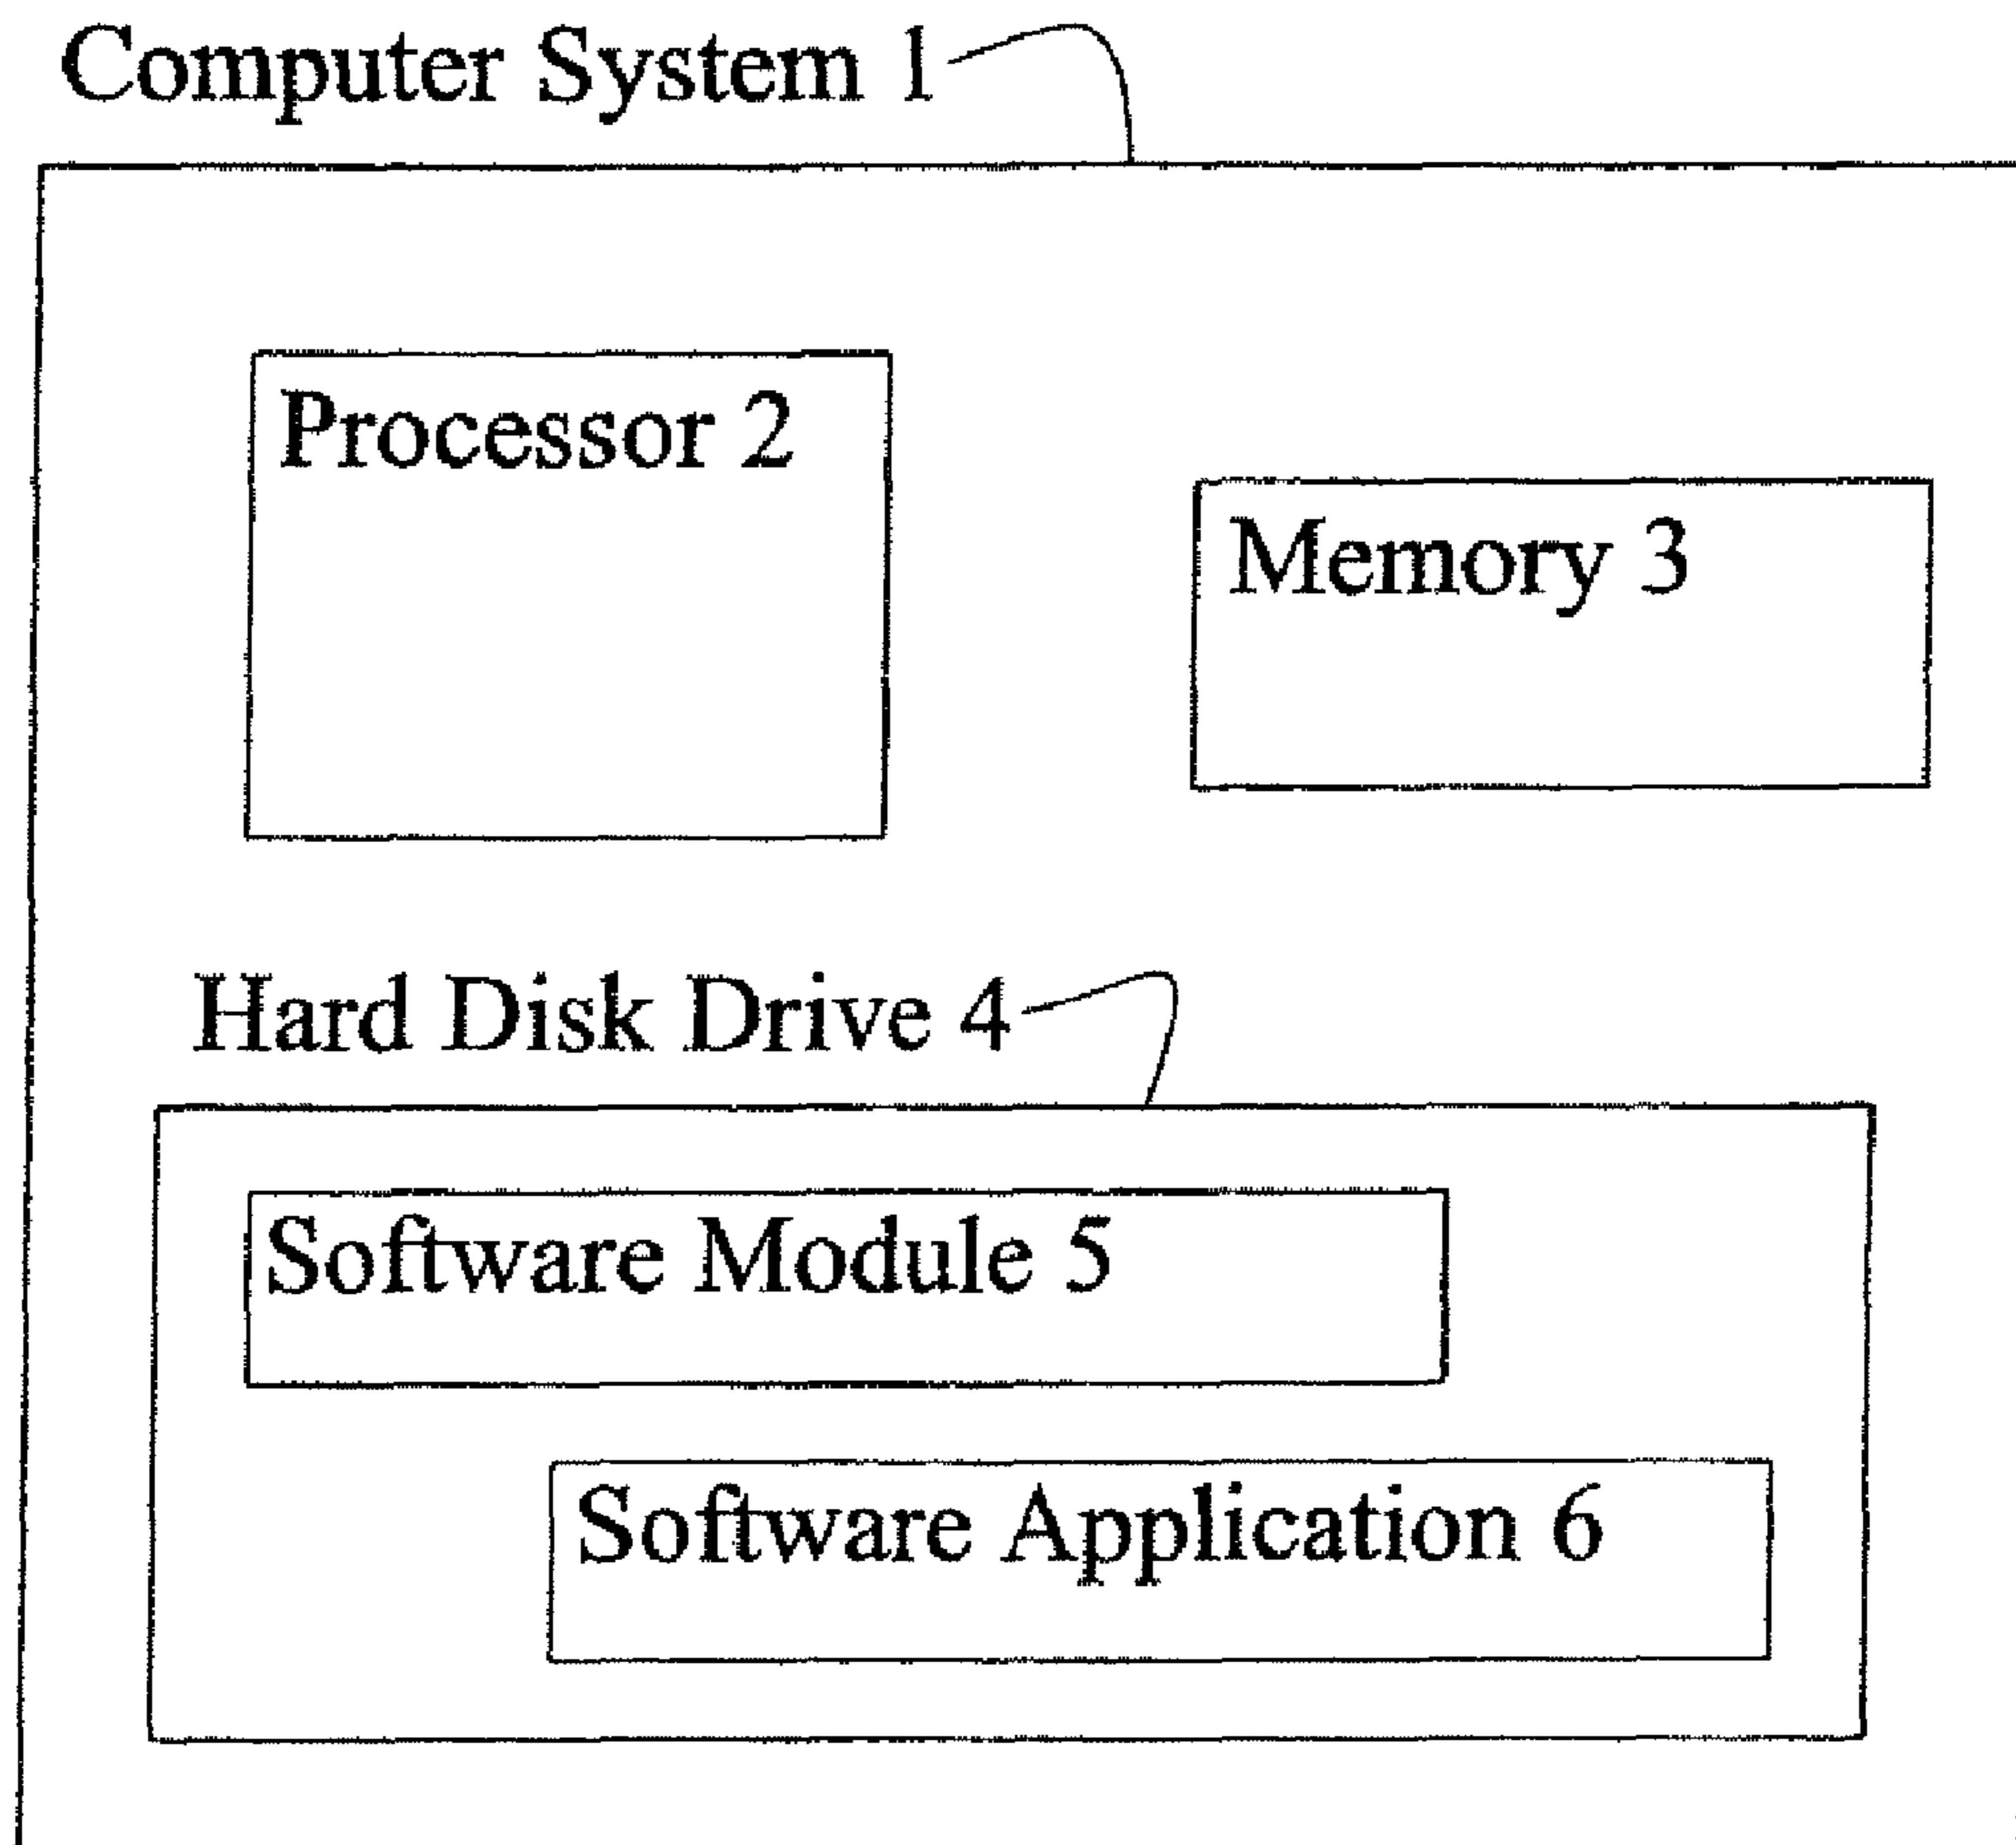 Computer System 1
Processor 2
Memory 3
Hard Disk Drive 4
Software Module 5
Software Application 6